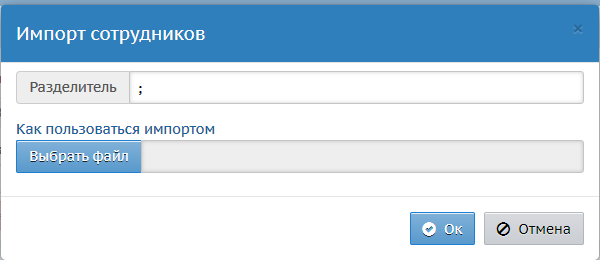 Импорт сотрудников
×
Разделитель ;
Как пользоваться импортом
Выбрать файл
Ок Отмена